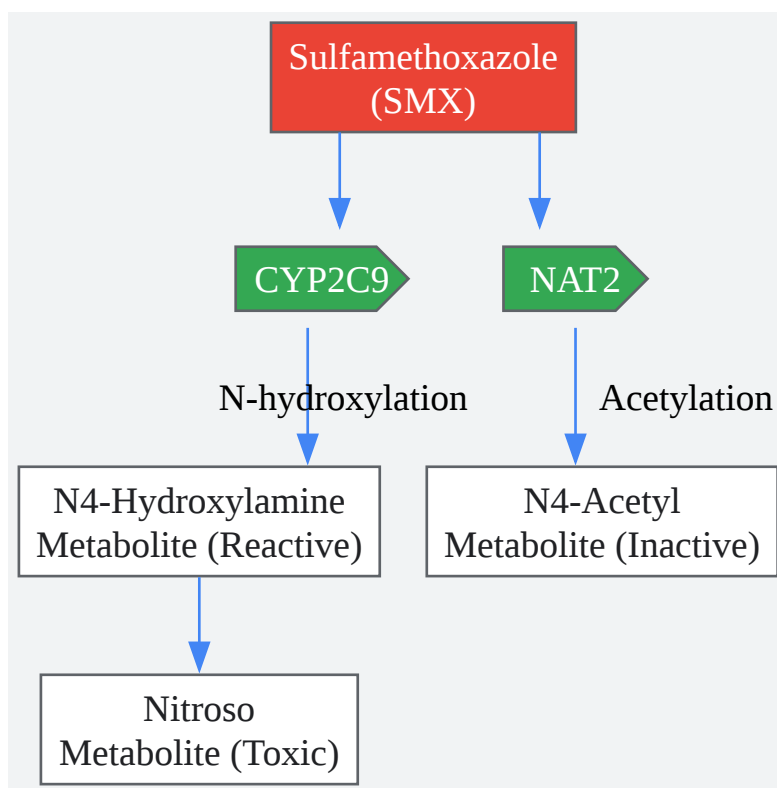 Sulfamethoxazole
(SMX)
CYP2C9
NAT2
N-hydroxylation
Acetylation
N4-Hydroxylamine
Metabolite (Reactive)
N4-Acetyl
Metabolite (Inactive)
Nitroso
Metabolite (Toxic)